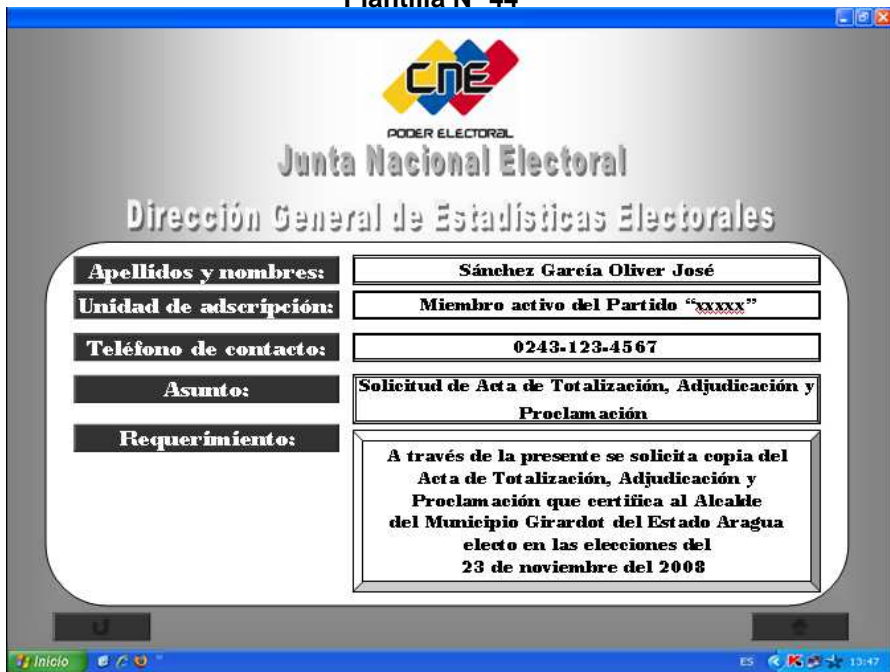 Plantilla N° 44
CNE
PODER ELECTORAL
Junta Nacional Electoral
Dirección General de Estadísticas Electorales
Apellidos y nombres: Sánchez García Oliver José
Unidad de adscripción: Miembro activo del Partido “xxxxx”
Teléfono de contacto: 0243-123-4567
Asunto: Solicitud de Acta de Totalización, Adjudicación y
Proclamación
Requerimiento:
A través de la presente se solicita copia del
Acta de Totalización, Adjudicación y
Proclamación que certifica al Alcalde
del Municipio Girardot del Estado Aragua
electo en las elecciones del
23 de noviembre del 2008
Inicio ES 13:47